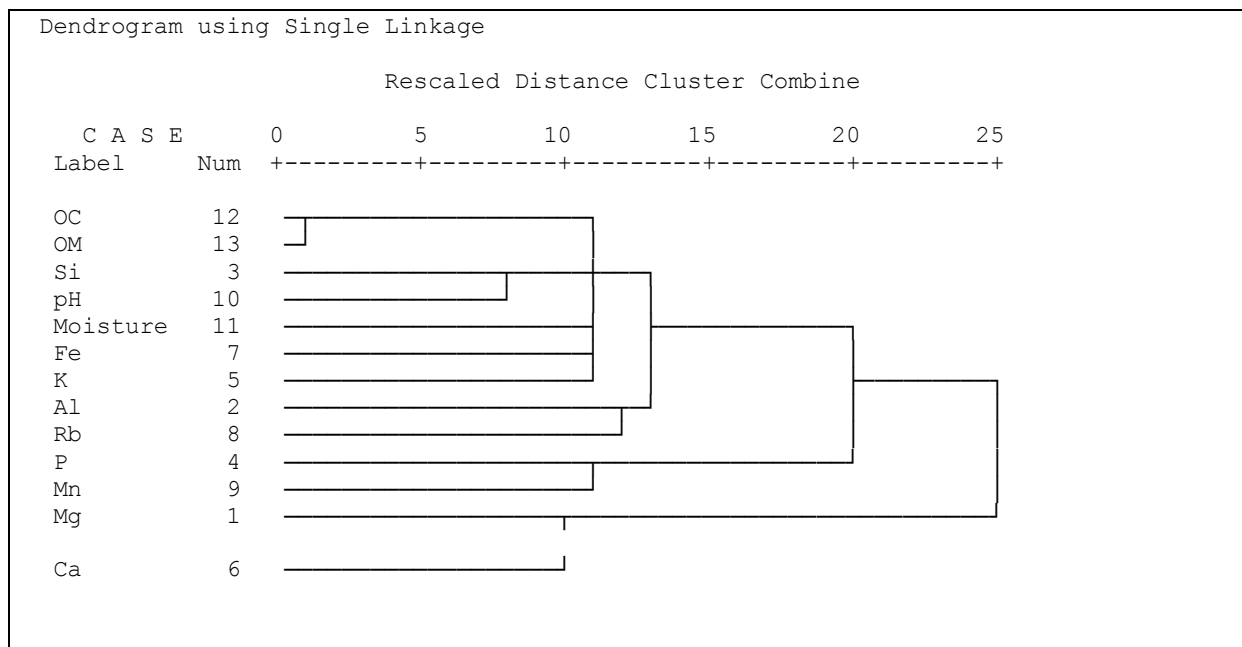 Dendrogram using Single Linkage
Rescaled Distance Cluster Combine
C A S E 0 5 10 15 20 25
Label Num +---------+---------+---------+---------+---------+
OC 12
OM 13
Si 3
pH 10
Moisture 11
Fe 7
K 5
Al 2
Rb 8
P 4
Mn 9
Mg 1
Ca 6